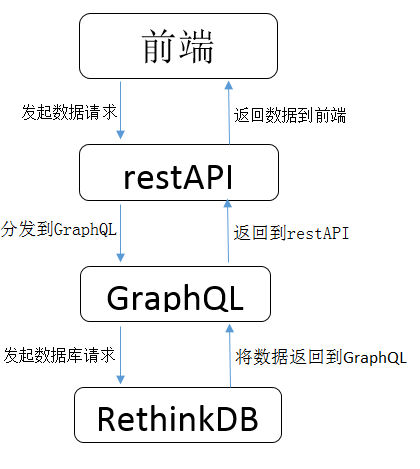 前端
发起数据请求
返回数据到前端
restAPI
分发到GraphQL
返回到restAPI
GraphQL
发起数据库请求
将数据返回到GraphQL
RethinkDB